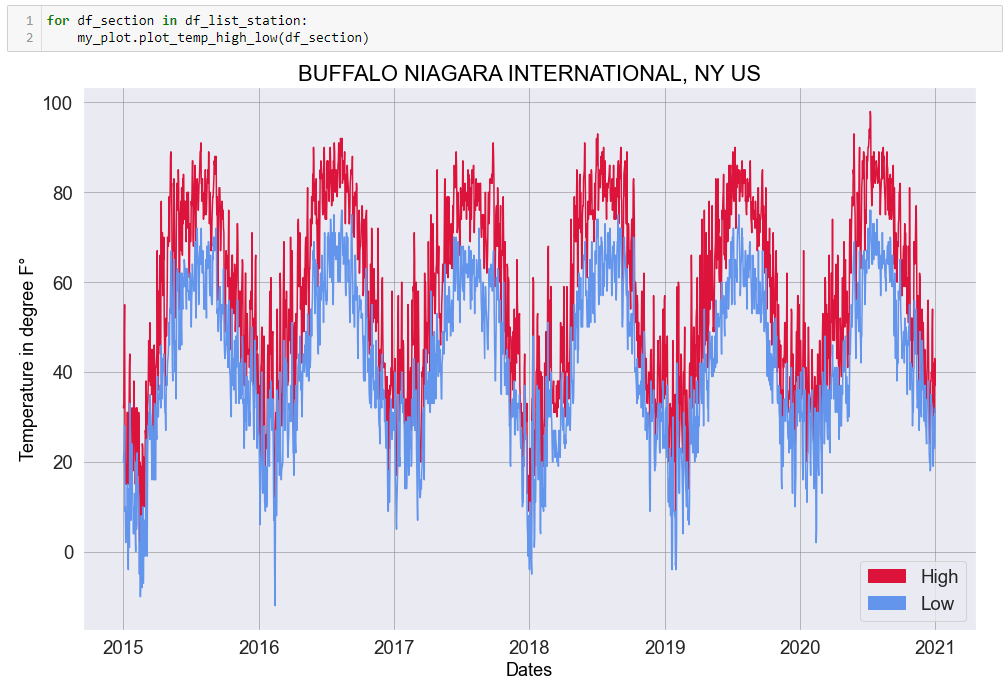 1 for df_section in df_list_station:
2 my_plot.plot_temp_high_low(df_section)
BUFFALO NIAGARA INTERNATIONAL, NY US
Temperature in degree F°
100
80
60
40
20
0
High
Low
2015 2016 2017 2018 2019 2020 2021
Dates